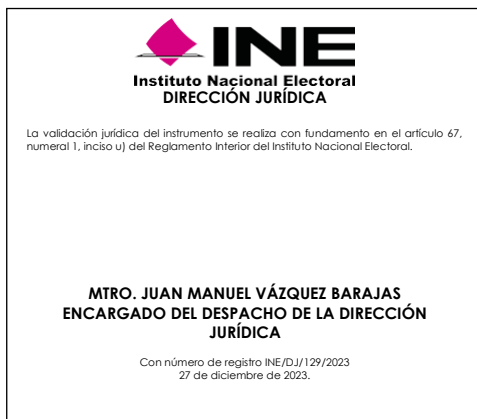 INE
Instituto Nacional Electoral
DIRECCIÓN JURÍDICA
La validación jurídica del instrumento se realiza con fundamento en el artículo 67,
numeral 1, inciso u) del Reglamento Interior del Instituto Nacional Electoral.
MTRO. JUAN MANUEL VÁZQUEZ BARAJAS
ENCARGADO DEL DESPACHO DE LA DIRECCIÓN
JURÍDICA
Con número de registro INE/DJ/129/2023
27 de diciembre de 2023.